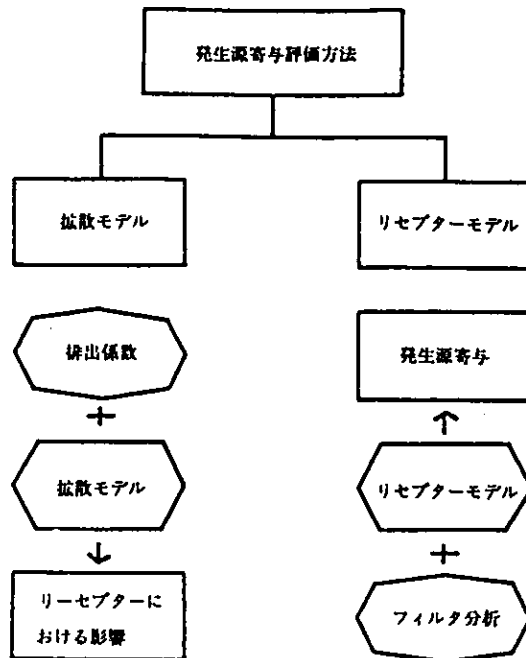 発生源寄与評価方法
拡散モデル
リセプターモデル
排出係数
+
拡散モデル
↓
リーセプターに
おける影響
発生源寄与
↑
リセプターモデル
+
フィルタ分析